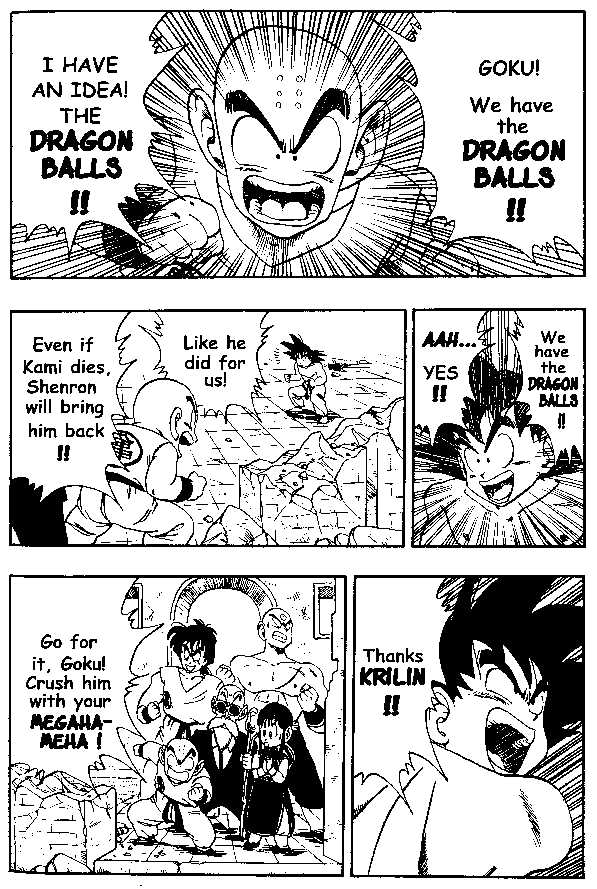 GOKU!
We have
the
DRAGON
BALLS
!!
I HAVE
AN IDEA!
THE
DRAGON
BALLS
!!
We
have
the
DRAGON
BALLS
!!
AAH...
YES
!!
Like he
did for
us!
Even if
Kami dies,
Shenron
will bring
him back
!!
Thanks
KRILIN
!!
Go for
it, Goku!
Crush him
with your
MEGAHA-
MEHA !